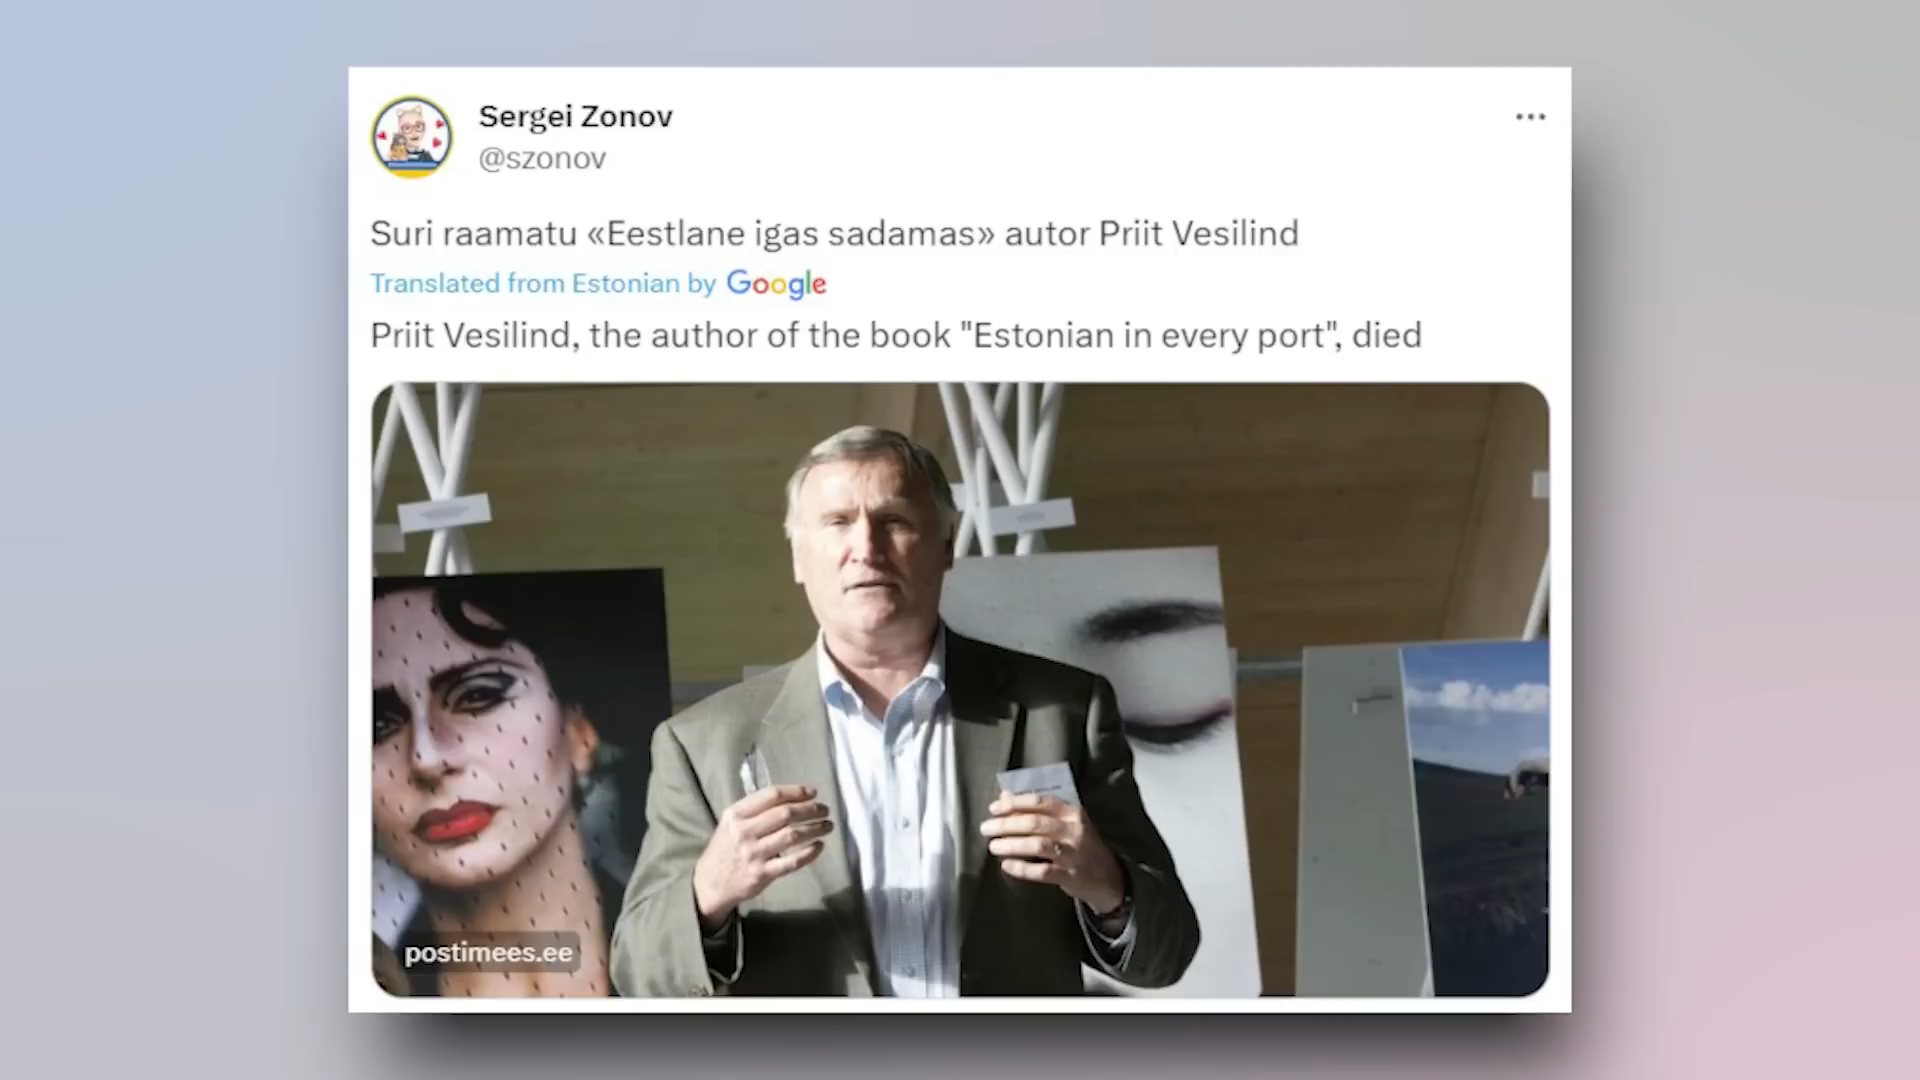 Sergei Zonov
@szonov
Suri raamatu «Eestlane igas sadamas» autor Priit Vesilind
Translated from Estonian by Google
Priit Vesilind, the author of the book "Estonian in every port", died
postimees.ee